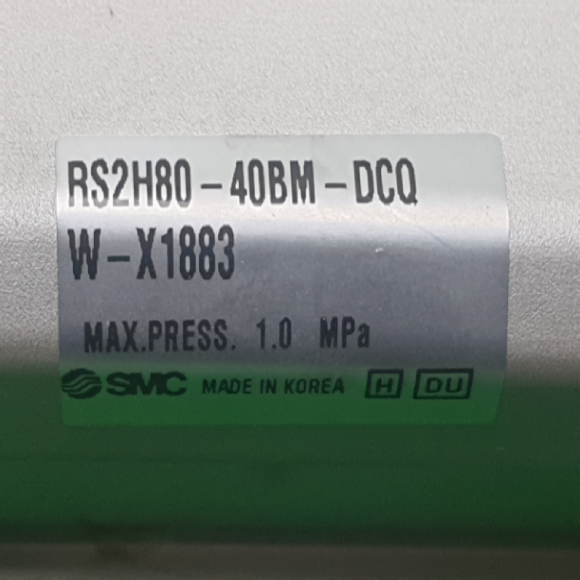 RS2H80-40BM-DCQ
W-X1883
MAX.PRESS. 1.0 MPa
SMC MADE IN KOREA H DU